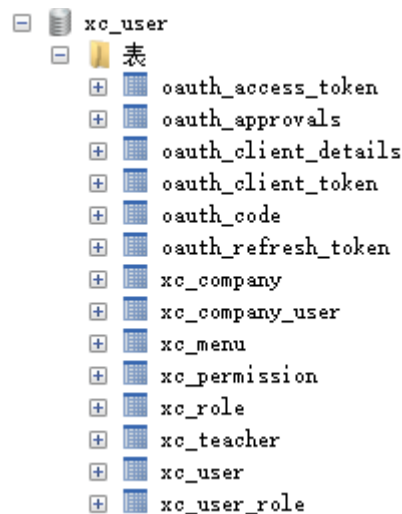 xc_user
表
oauth_access_token
oauth_approvals
oauth_client_details
oauth_client_token
oauth_code
oauth_refresh_token
xc_company
xc_company_user
xc_menu
xc_permission
xc_role
xc_teacher
xc_user
xc_user_role